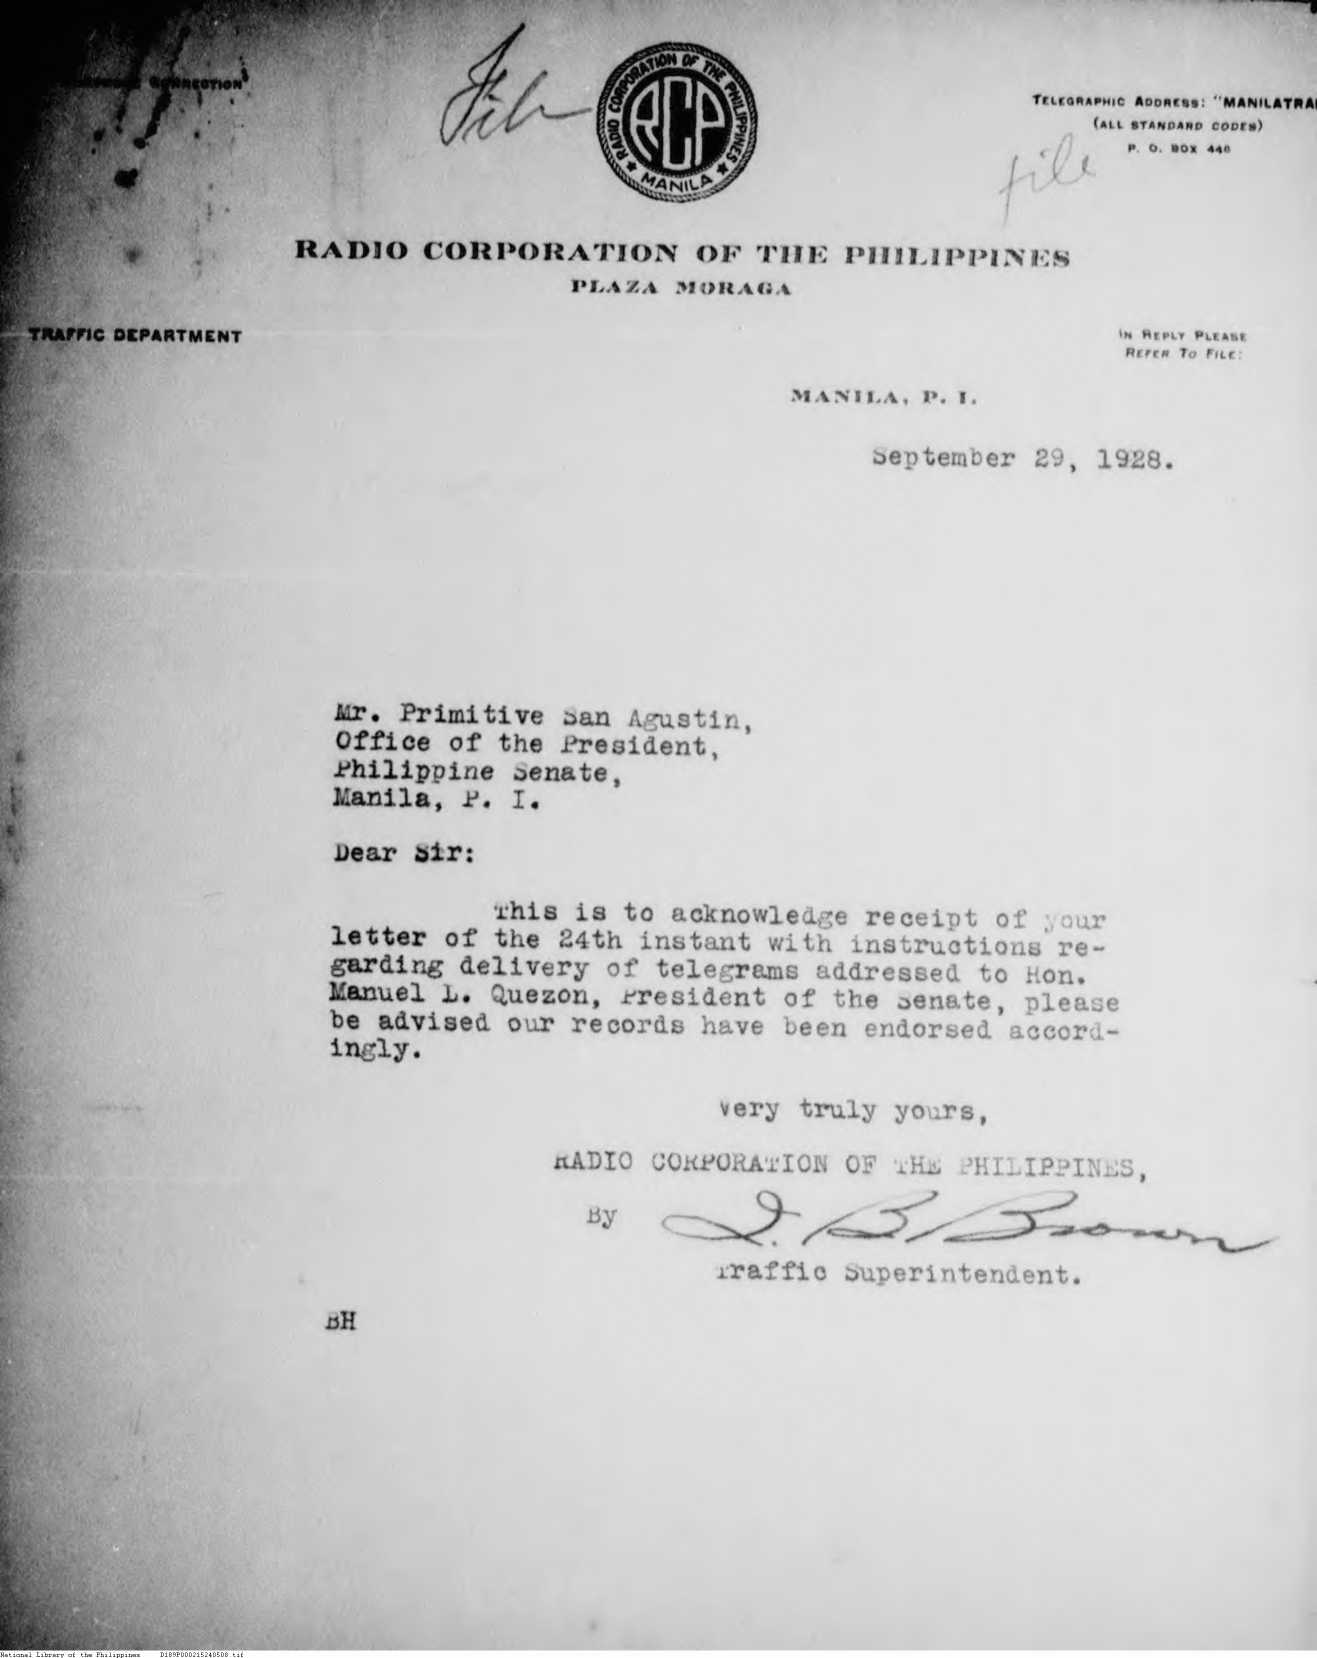 CONNECTION
File
RADIO CORPORATION OF THE PHILIPPINES
RCP
★ MANILA ★
TELEGRAPHIC ADDRESS: "MANILATRA
(ALL STANDARD CODES)
P. O. BOX 446
file
RADIO CORPORATION OF THE PHILIPPINES
PLAZA MORAGA
TRAFFIC DEPARTMENT
IN REPLY PLEASE
REFER TO FILE:
MANILA, P. I.
September 29, 1928.
Mr. Primitive San Agustin,
Office of the President,
Philippine Senate,
Manila, P. I.
Dear Sir:
This is to acknowledge receipt of your
letter of the 24th instant with instructions re-
garding delivery of telegrams addressed to Hon.
Manuel L. Quezon, President of the Senate, please
be advised our records have been endorsed accord-
ingly.
Very truly yours,
RADIO CORPORATION OF THE PHILIPPINES,
By I. B. Brown
Traffic Superintendent.
BH
National Library of the Philippines D189P000215240508.tif